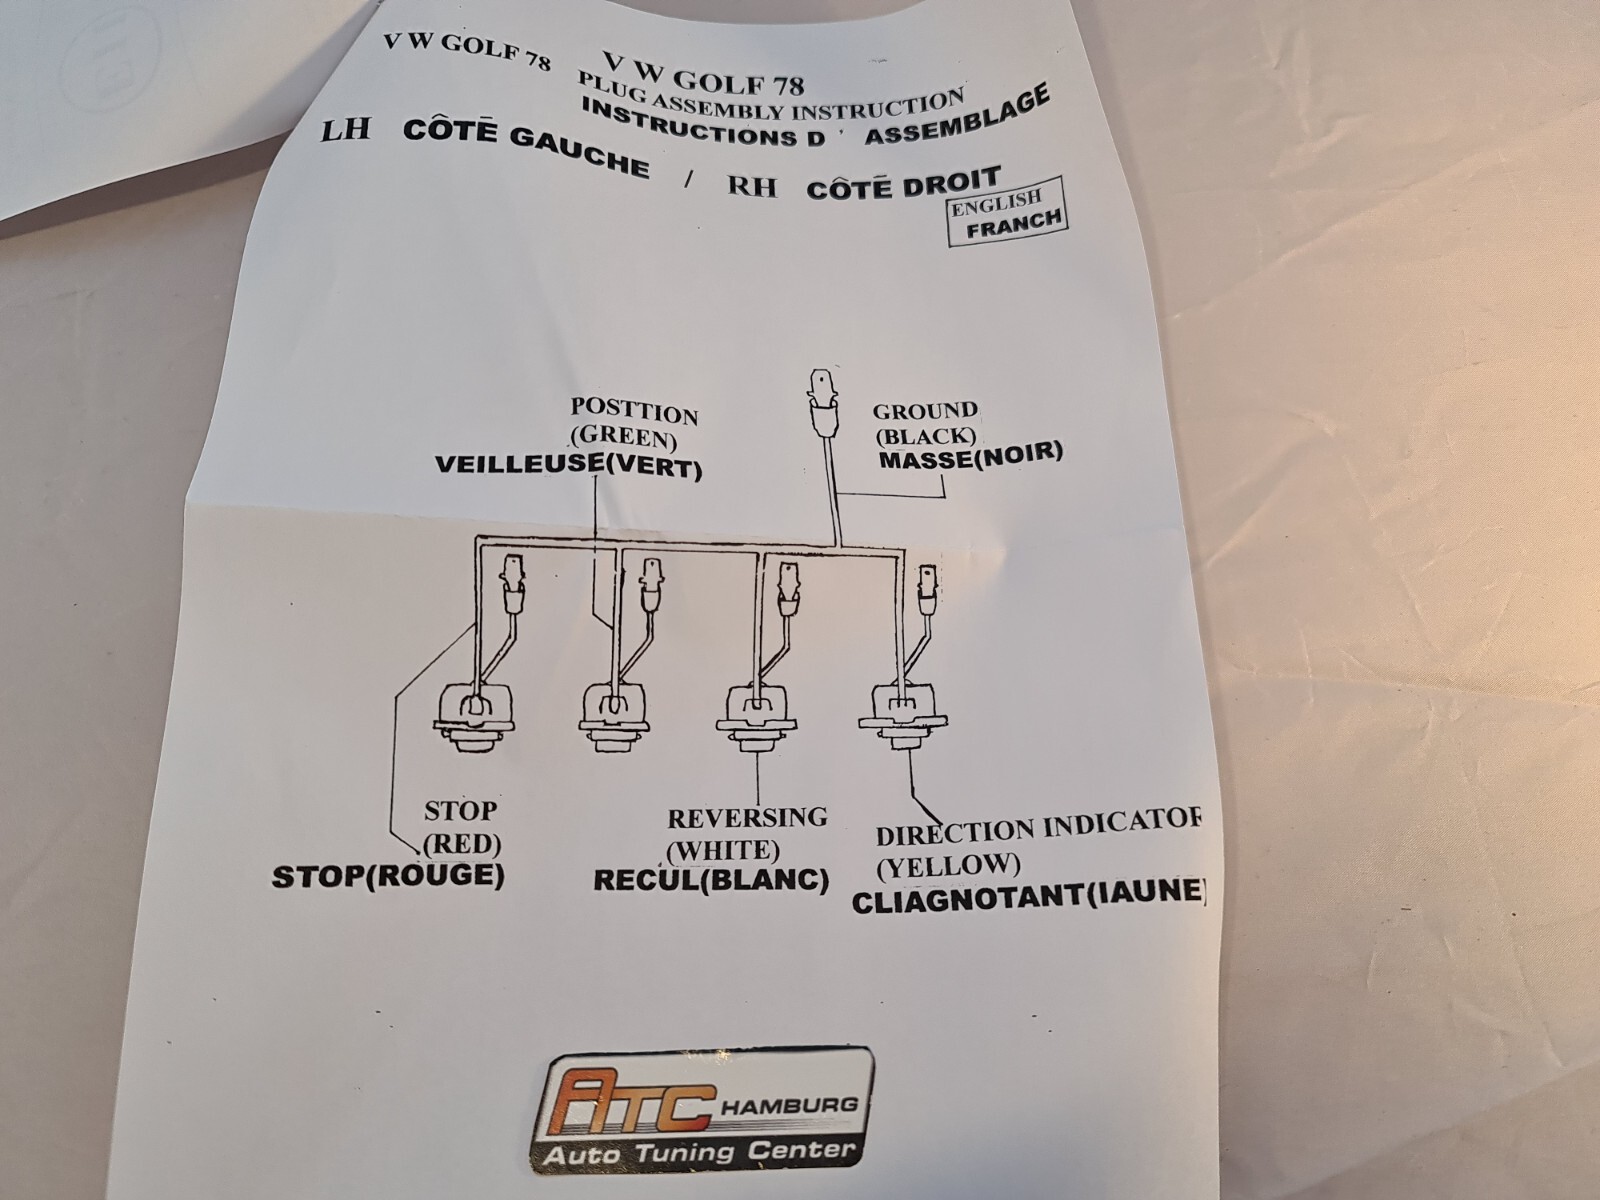 V W GOLF 78
V W GOLF 78
PLUG ASSEMBLY INSTRUCTION
INSTRUCTIONS D ' ASSEMBLAGE
LH CÔTĒ GAUCHE / RH CÔTĒ DROIT
ENGLISH
FRANCH
POSTTION
(GREEN)
VEILLEUSE(VERT)
GROUND
(BLACK)
MASSE(NOIR)
STOP
(RED)
STOP(ROUGE)
REVERSING
(WHITE)
RECUL(BLANC)
DIRECTION INDICATOR
(YELLOW)
CLIAGNOTANT(IAUNE)
ATC HAMBURG
Auto Tuning Center